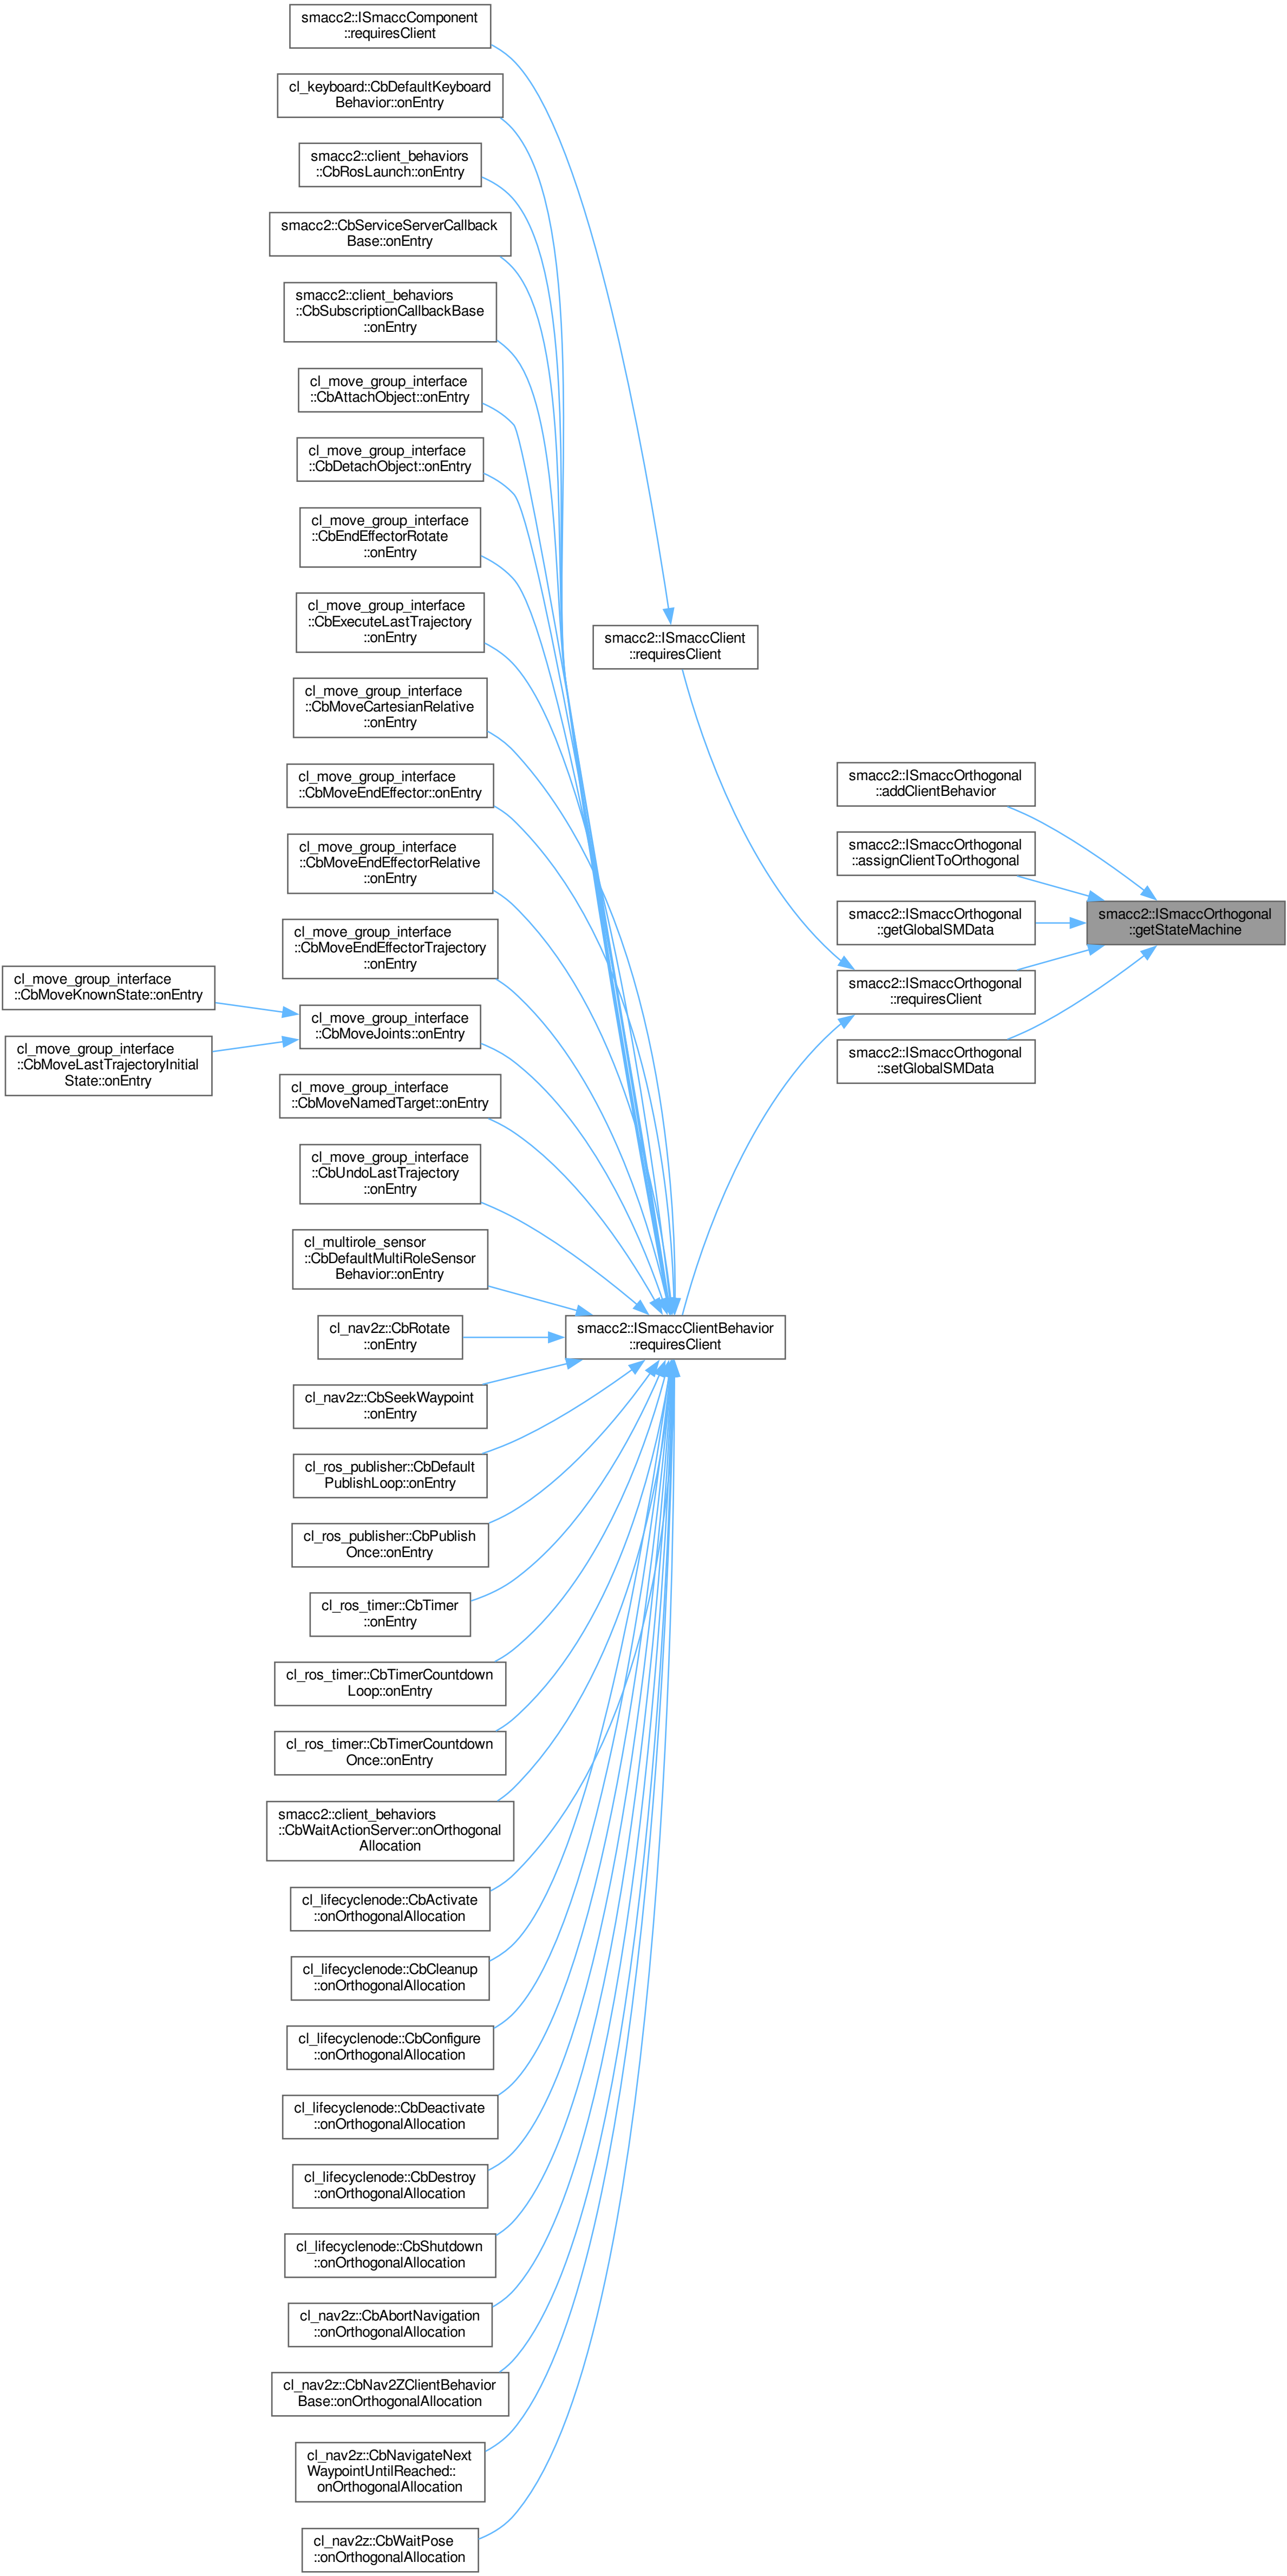 smacc2::ISmaccComponent
::requiresClient
cl_keyboard::CbDefaultKeyboard
Behavior::onEntry
smacc2::client_behaviors
::CbRosLaunch::onEntry
smacc2::CbServiceServerCallback
Base::onEntry
smacc2::client_behaviors
::CbSubscriptionCallbackBase
::onEntry
cl_move_group_interface
::CbAttachObject::onEntry
cl_move_group_interface
::CbDetachObject::onEntry
cl_move_group_interface
::CbEndEffectorRotate
::onEntry
cl_move_group_interface
::CbExecuteLastTrajectory
::onEntry
cl_move_group_interface
::CbMoveCartesianRelative
::onEntry
cl_move_group_interface
::CbMoveEndEffector::onEntry
cl_move_group_interface
::CbMoveEndEffectorRelative
::onEntry
cl_move_group_interface
::CbMoveEndEffectorTrajectory
::onEntry
cl_move_group_interface
::CbMoveKnownState::onEntry
cl_move_group_interface
::CbMoveLastTrajectoryInitial
State::onEntry
cl_move_group_interface
::CbMoveJoints::onEntry
cl_move_group_interface
::CbMoveNamedTarget::onEntry
cl_move_group_interface
::CbUndoLastTrajectory
::onEntry
cl_multirole_sensor
::CbDefaultMultiRoleSensor
Behavior::onEntry
cl_nav2z::CbRotate
::onEntry
cl_nav2z::CbSeekWaypoint
::onEntry
cl_ros_publisher::CbDefault
PublishLoop::onEntry
cl_ros_publisher::CbPublish
Once::onEntry
cl_ros_timer::CbTimer
::onEntry
cl_ros_timer::CbTimerCountdown
Loop::onEntry
cl_ros_timer::CbTimerCountdown
Once::onEntry
smacc2::client_behaviors
::CbWaitActionServer::onOrthogonal
Allocation
cl_lifecyclenode::CbActivate
::onOrthogonalAllocation
cl_lifecyclenode::CbCleanup
::onOrthogonalAllocation
cl_lifecyclenode::CbConfigure
::onOrthogonalAllocation
cl_lifecyclenode::CbDeactivate
::onOrthogonalAllocation
cl_lifecyclenode::CbDestroy
::onOrthogonalAllocation
cl_lifecyclenode::CbShutdown
::onOrthogonalAllocation
cl_nav2z::CbAbortNavigation
::onOrthogonalAllocation
cl_nav2z::CbNav2ZClientBehavior
Base::onOrthogonalAllocation
cl_nav2z::CbNavigateNext
WaypointUntilReached::
onOrthogonalAllocation
cl_nav2z::CbWaitPose
::onOrthogonalAllocation
smacc2::ISmaccClient
::requiresClient
smacc2::ISmaccClientBehavior
::requiresClient
smacc2::ISmaccOrthogonal
::addClientBehavior
smacc2::ISmaccOrthogonal
::assignClientToOrthogonal
smacc2::ISmaccOrthogonal
::getGlobalSMData
smacc2::ISmaccOrthogonal
::requiresClient
smacc2::ISmaccOrthogonal
::setGlobalSMData
smacc2::ISmaccOrthogonal
::getStateMachine